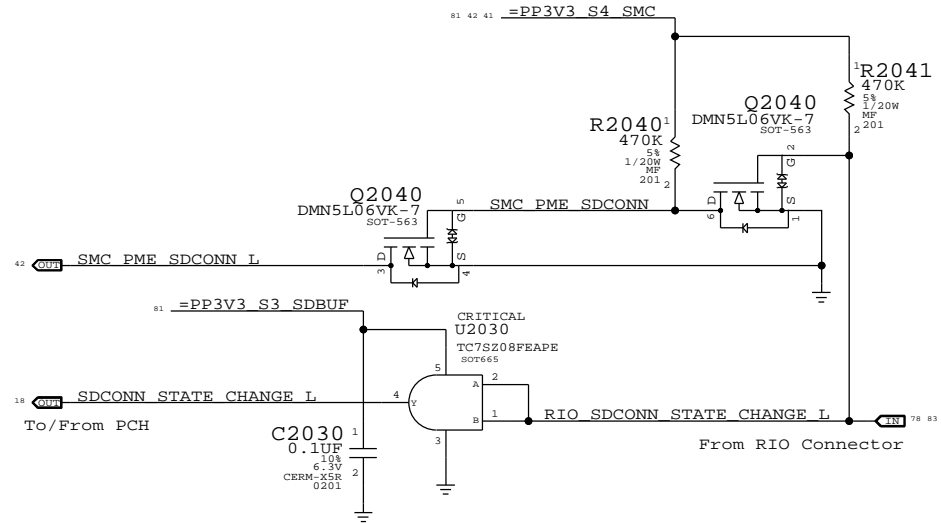 81 42 41 =PP3V3_S4_SMC
R2041
470K
5%
1/20W
MF
201
1
2
Q2040
DMN5L06VK-7
SOT-563
G 2
D
6
S
1
R2040
470K
5%
1/20W
MF
201
1
2
Q2040
DMN5L06VK-7
SOT-563
G 5
D
3
S
4
SMC_PME_SDCONN
42 OUT SMC_PME_SDCONN_L
81 =PP3V3_S3_SDBUF
CRITICAL
U2030
TC7SZ08FEAPE
SOT665
5
A 2
B 1
Y 4
3
18 OUT SDCONN_STATE_CHANGE_L
To/From PCH
RIO_SDCONN_STATE_CHANGE_L IN 78 83
From RIO Connector
C2030
0.1UF
10%
6.3V
CERM-X5R
0201
1
2